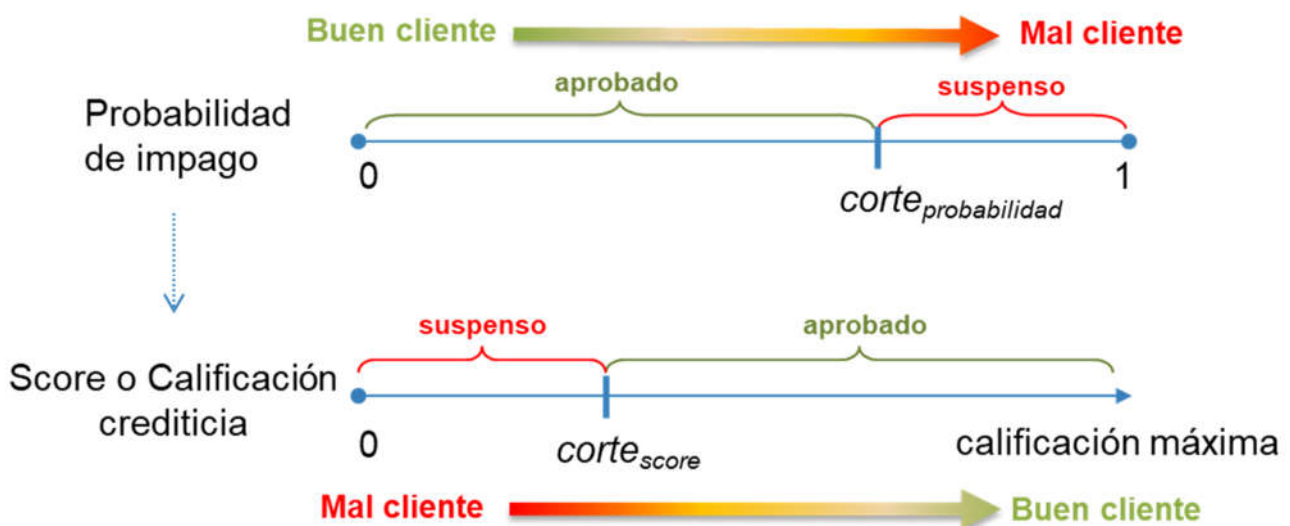 Buen cliente
Mal cliente
aprobado
suspenso
Probabilidad
de impago
0
1
corteprobabilidad
suspenso
aprobado
Score o Calificación
crediticia
0
cortescore
calificación máxima
Mal cliente
Buen cliente